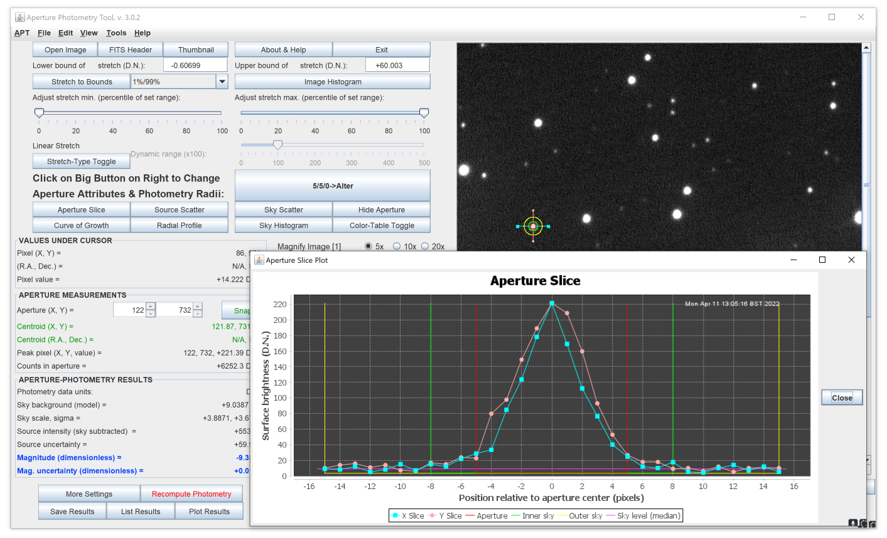 Aperture Photometry Tool, v. 3.0.2
APT File Edit View Tools Help
Open Image FITS Header Thumbnail About & Help Exit
Lower bound of stretch (D.N.): -0.60699 Upper bound of stretch (D.N.): +60.003
Stretch to Bounds 1%/99% Image Histogram
Adjust stretch min. (percentile of set range): Adjust stretch max. (percentile of set range):
0 20 40 60 80 100 0 20 40 60 80 100
Linear Stretch
Stretch-Type Toggle Dynamic range (x100): 0 100 200 300 400 500
Click on Big Button on Right to Change
Aperture Attributes & Photometry Radii:
5/5/0->Alter
Aperture Slice Source Scatter Sky Scatter Hide Aperture
Curve of Growth Radial Profile Sky Histogram Color-Table Toggle
VALUES UNDER CURSOR
Magnify Image [1] 5x 10x 20x
Pixel (X, Y) = 86,
(R.A., Dec.) = N/A,
Pixel value = +14.222 D
APERTURE MEASUREMENTS
Aperture (X, Y) = 122 732 Snap
Centroid (X, Y) = 121.87, 731
Centroid (R.A., Dec.) = N/A,
Peak pixel (X, Y, value) = 122, 732, +221.39 D
Counts in aperture = +6252.3 D
APERTURE-PHOTOMETRY RESULTS
Photometry data units: D
Sky background (model) = +9.0387
Sky scale, sigma = +3.8871, +3.6
Source intensity (sky subtracted) = +553
Source uncertainty = +59.
Magnitude (dimensionless) = -9.3
Mag. uncertainty (dimensionless) = +0.0
More Settings Recompute Photometry
Save Results List Results Plot Results
Aperture Slice Plot
Aperture Slice
Mon Apr 11 13:05:16 BST 2022
Surface brightness (D.N.)
220
200
180
160
140
120
100
80
60
40
20
0
-16 -14 -12 -10 -8 -6 -4 -2 0 2 4 6 8 10 12 14 16
Position relative to aperture center (pixels)
X Slice Y Slice Aperture Inner sky Outer sky Sky level (median)
Close